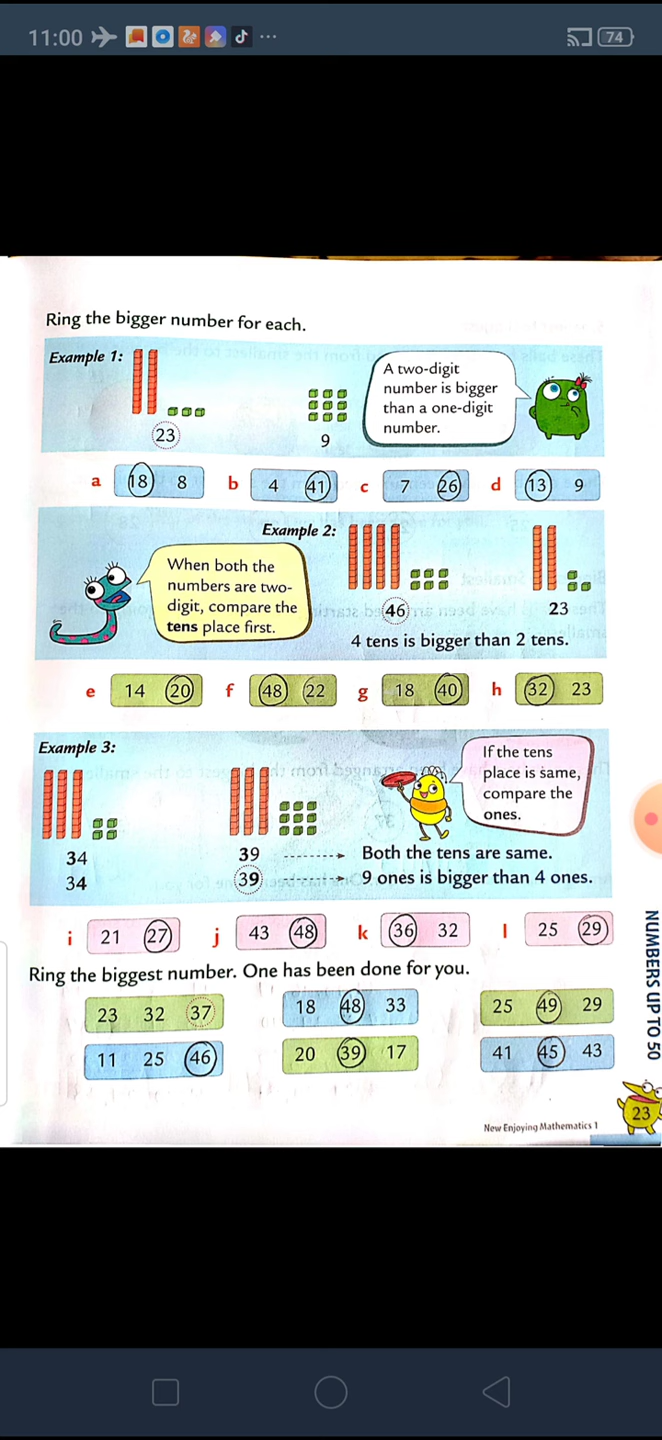 11:00
74
Ring the bigger number for each.
Example 1:
A two-digit
number is bigger
than a one-digit
number.
23 9
a 18 8 b 4 41 c 7 26 d 13 9
Example 2:
When both the
numbers are two-
digit, compare the
tens place first.
46 23
4 tens is bigger than 2 tens.
e 14 20 f 48 22 g 18 40 h 32 23
Example 3:
If the tens
place is same,
compare the
ones.
34 39 Both the tens are same.
34 39 9 ones is bigger than 4 ones.
i 21 27 j 43 48 k 36 32 l 25 29
Ring the biggest number. One has been done for you.
23 32 37 18 48 33 25 49 29
11 25 46 20 39 17 41 45 43
NUMBERS UP TO 50
23
New Enjoying Mathematics 1